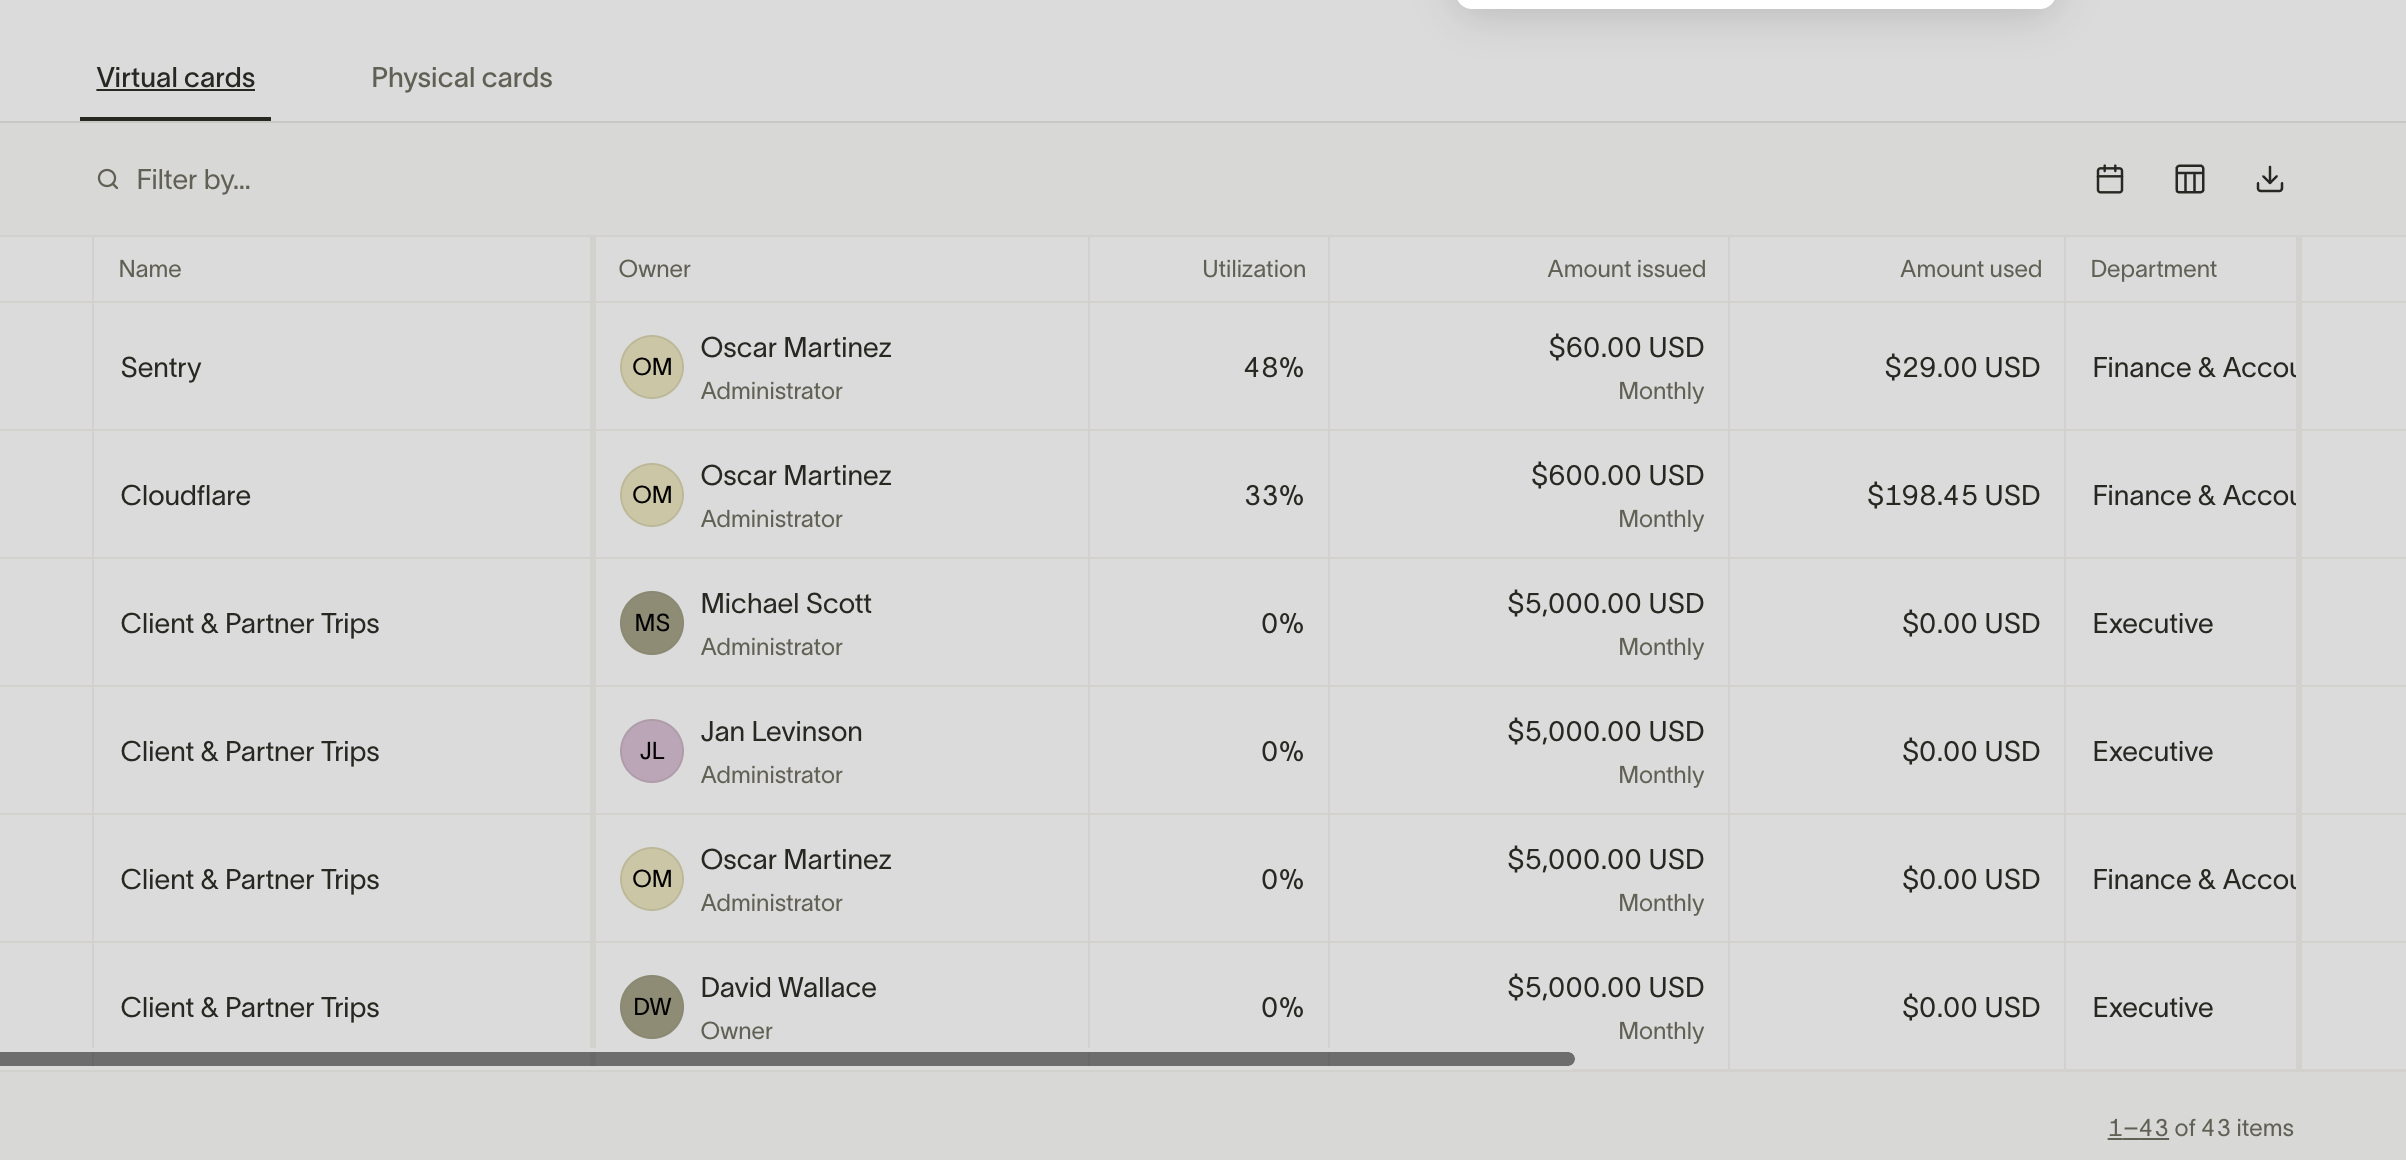 Virtual cards Physical cards
Filter by...
Name Owner Utilization Amount issued Amount used Department
Sentry OM Oscar Martinez Administrator 48% $60.00 USD Monthly $29.00 USD Finance & Accou
Cloudflare OM Oscar Martinez Administrator 33% $600.00 USD Monthly $198.45 USD Finance & Accou
Client & Partner Trips MS Michael Scott Administrator 0% $5,000.00 USD Monthly $0.00 USD Executive
Client & Partner Trips JL Jan Levinson Administrator 0% $5,000.00 USD Monthly $0.00 USD Executive
Client & Partner Trips OM Oscar Martinez Administrator 0% $5,000.00 USD Monthly $0.00 USD Finance & Accou
Client & Partner Trips DW David Wallace Owner 0% $5,000.00 USD Monthly $0.00 USD Executive
1–43 of 43 items